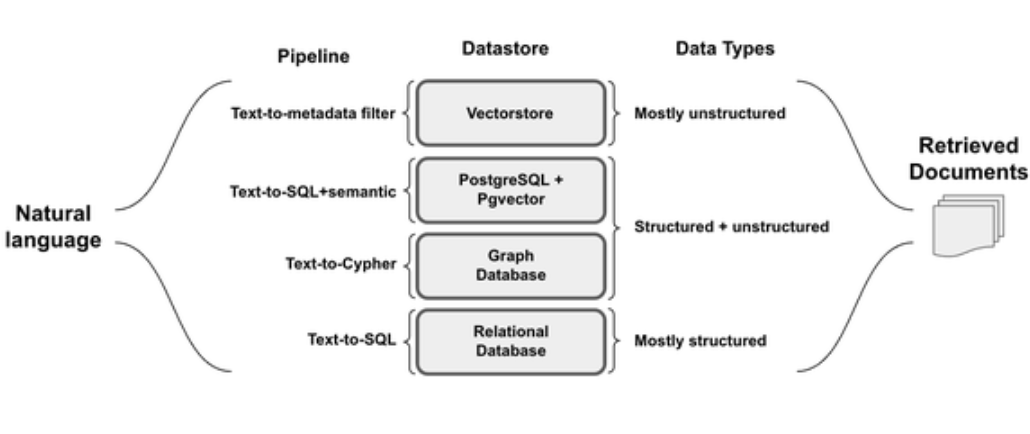 Pipeline
Datastore
Data Types
Text-to-metadata filter
Vectorstore
Mostly unstructured
Text-to-SQL+semantic
PostgreSQL +
Pgvector
Structured + unstructured
Text-to-Cypher
Graph
Database
Text-to-SQL
Relational
Database
Mostly structured
Natural
language
Retrieved
Documents